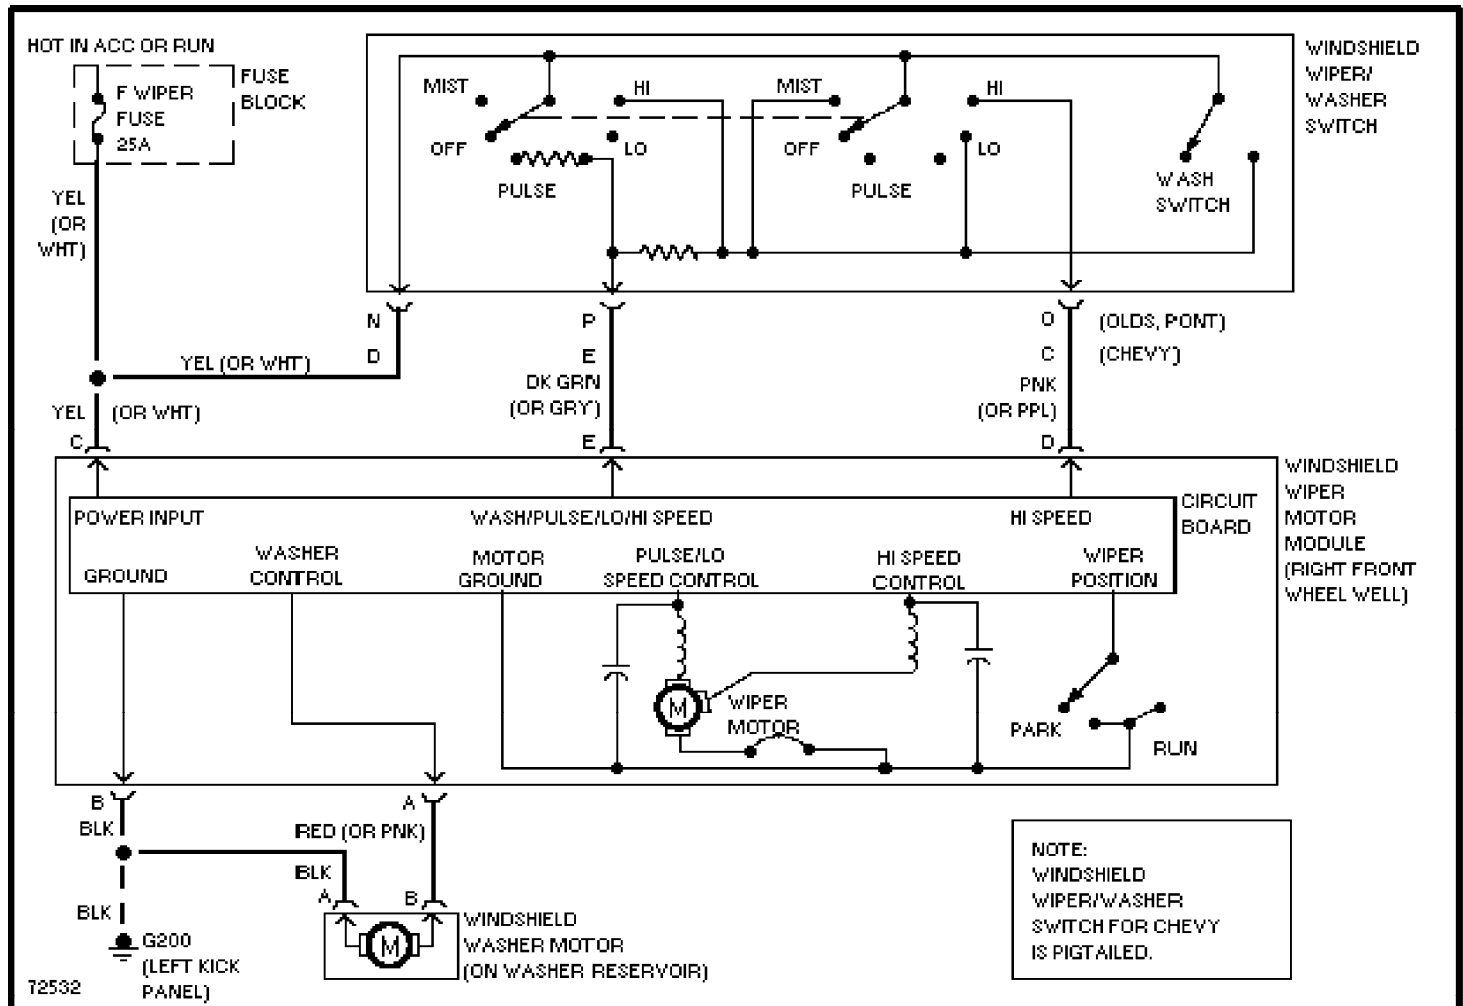 HOT IN ACC OR RUN
F WIPER
FUSE
25A
FUSE
BLOCK
YEL
(OR
WHT)
MIST
HI
OFF
LO
PULSE
MIST
HI
OFF
LO
PULSE
WASH
SWITCH
WINDSHIELD
WIPER/
WASHER
SWITCH
N
D
YEL (OR WHT)
P
E
DK GRN
(OR GRY)
O
(OLDS, PONT)
C
(CHEVY)
PNK
(OR PPL)
YEL
(OR WHT)
C
E
D
POWER INPUT
WASH/PULSE/LO/HI SPEED
HI SPEED
CIRCUIT
BOARD
GROUND
WASHER
CONTROL
MOTOR
GROUND
PULSE/LO
SPEED CONTROL
HI SPEED
CONTROL
WIPER
POSITION
WINDSHIELD
WIPER
MOTOR
MODULE
(RIGHT FRONT
WHEEL WELL)
M
WIPER
MOTOR
PARK
RUN
B
BLK
A
RED (OR PNK)
BLK
A
B
BLK
G200
(LEFT KICK
PANEL)
M
WINDSHIELD
WASHER MOTOR
(ON WASHER RESERVOIR)
NOTE:
WINDSHIELD
WIPER/WASHER
SWITCH FOR CHEVY
IS PIGTAILED.
72532